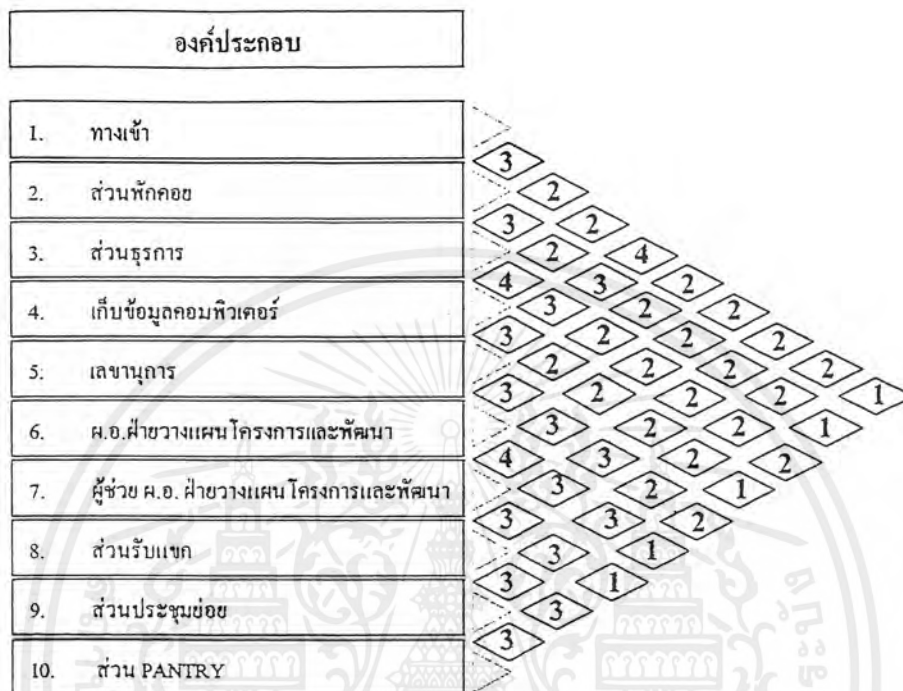 องค์ประกอบ
1. ทางเข้า
3
2. ส่วนพักคอย 2
3 2
3. ส่วนธุรการ 2 4
4 3 2
4. เก็บข้อมูลคอมพิวเตอร์ 3 2 2
3 2 2 2
5. เลขานุการ 2 2 2 2
3 2 2 2 1
6. ผ.อ.ฝ่ายวางแผนโครงการและพัฒนา 3 2 2 1
4 3 2 2
7. ผู้ช่วย ผ.อ. ฝ่ายวางแผนโครงการและพัฒนา 3 2 1
3 3 2
8. ส่วนรับแขก 3 1
3 1
9. ส่วนประชุมย่อย 3
3
10. ส่วน PANTRY